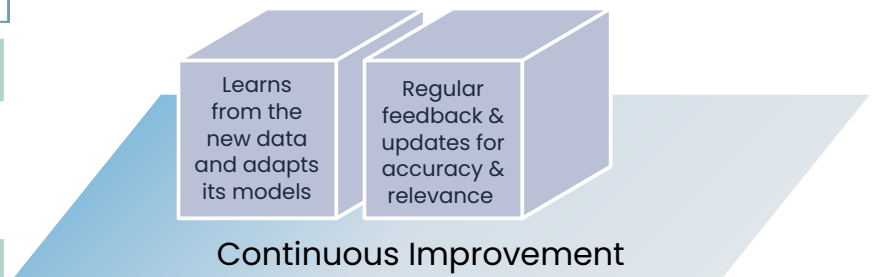 Learns
from the
new data
and adapts
its models
Regular
feedback &
updates for
accuracy &
relevance
Continuous Improvement